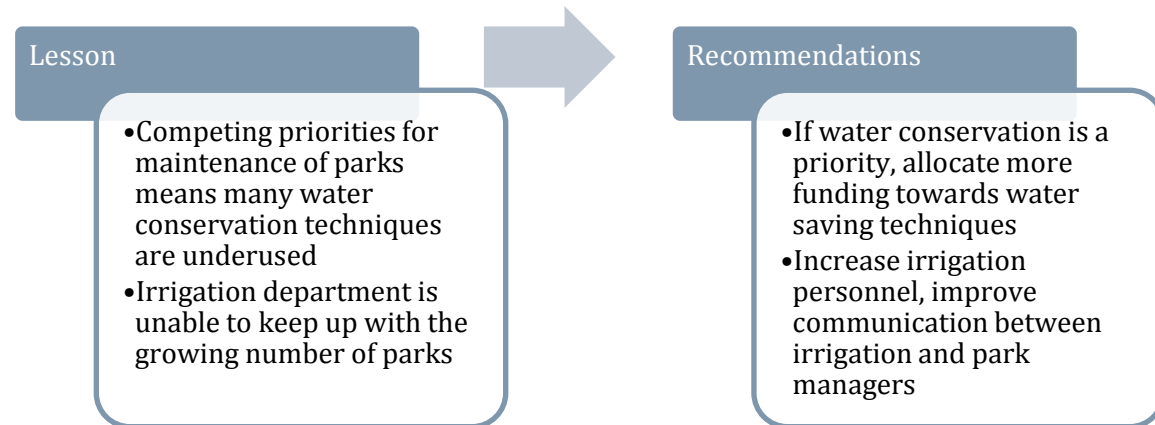 Lesson
•Competing priorities for
maintenance of parks
means many water
conservation techniques
are underused
•Irrigation department is
unable to keep up with the
growing number of parks
Recommendations
•If water conservation is a
priority, allocate more
funding towards water
saving techniques
•Increase irrigation
personnel, improve
communication between
irrigation and park
managers